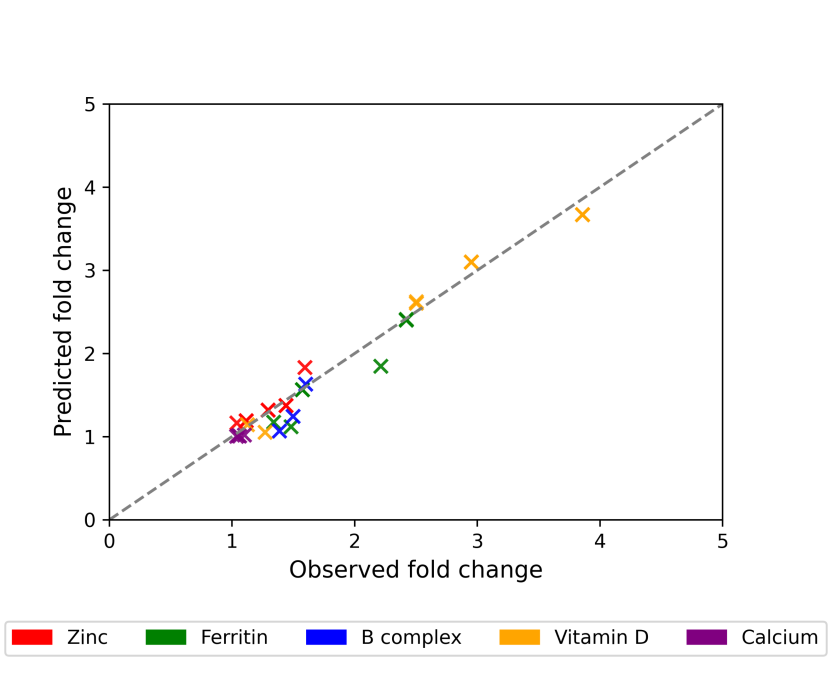 5
4
3
2
1
0
Predicted fold change
0 1 2 3 4 5
Observed fold change
Zinc Ferritin B complex Vitamin D Calcium